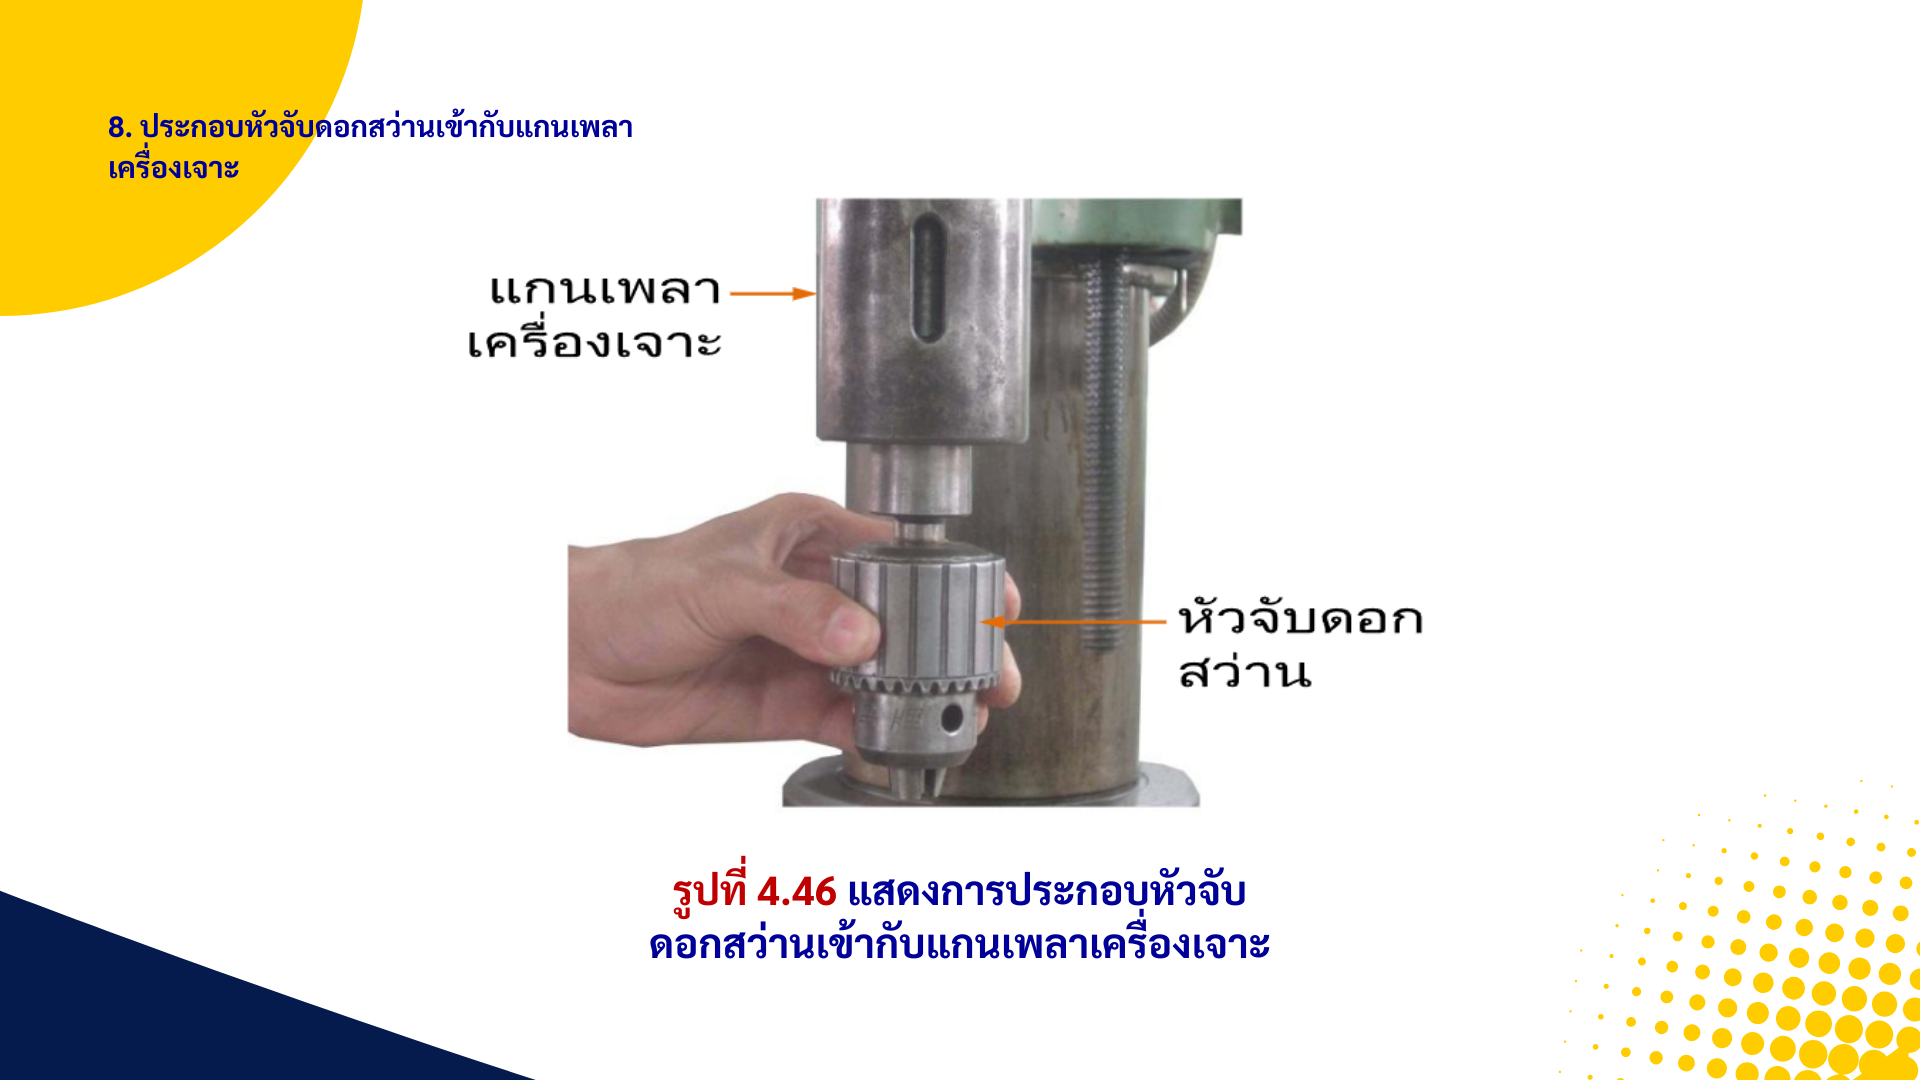 8. ประกอบหัวจับดอกสว่านเข้ากับแกนเพลา
เครื่องเจาะ
แกนเพลา
เครื่องเจาะ
หัวจับดอก
สว่าน
รูปที่ 4.46 แสดงการประกอบหัวจับ
ดอกสว่านเข้ากับแกนเพลาเครื่องเจาะ